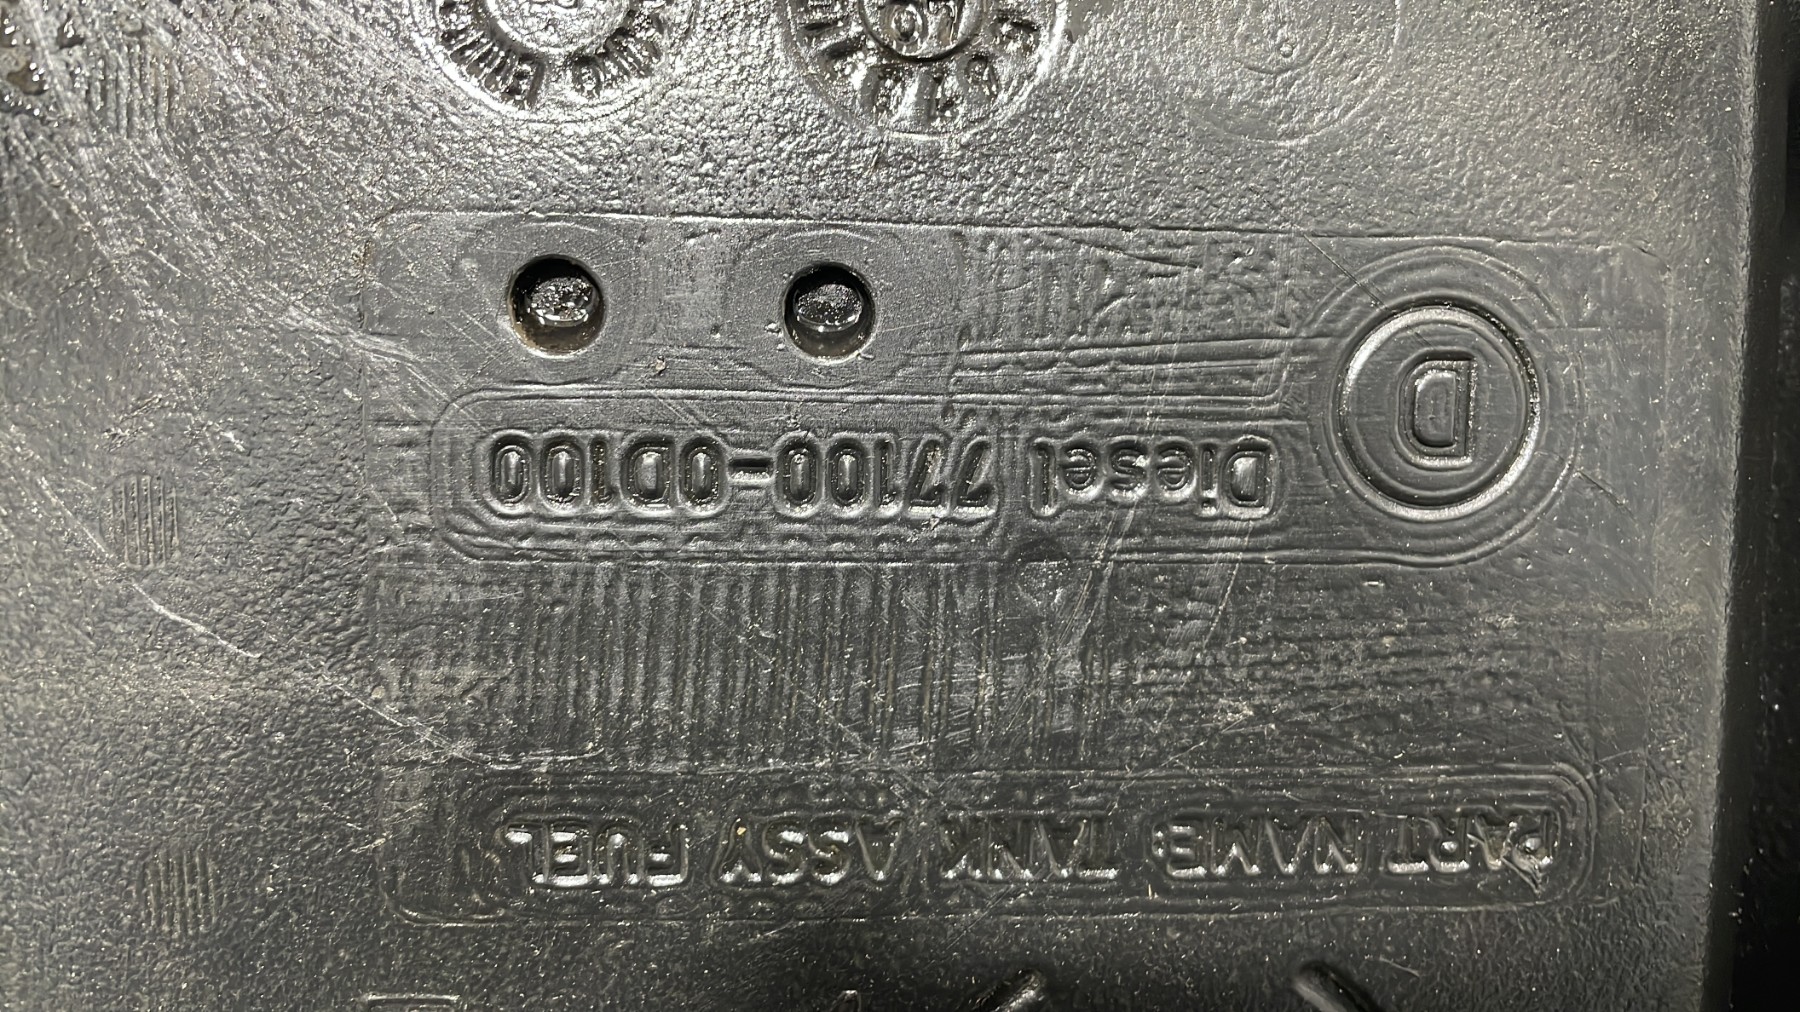 PART NAME: TANK ASSY FUEL
D Diesel 77100-0D100